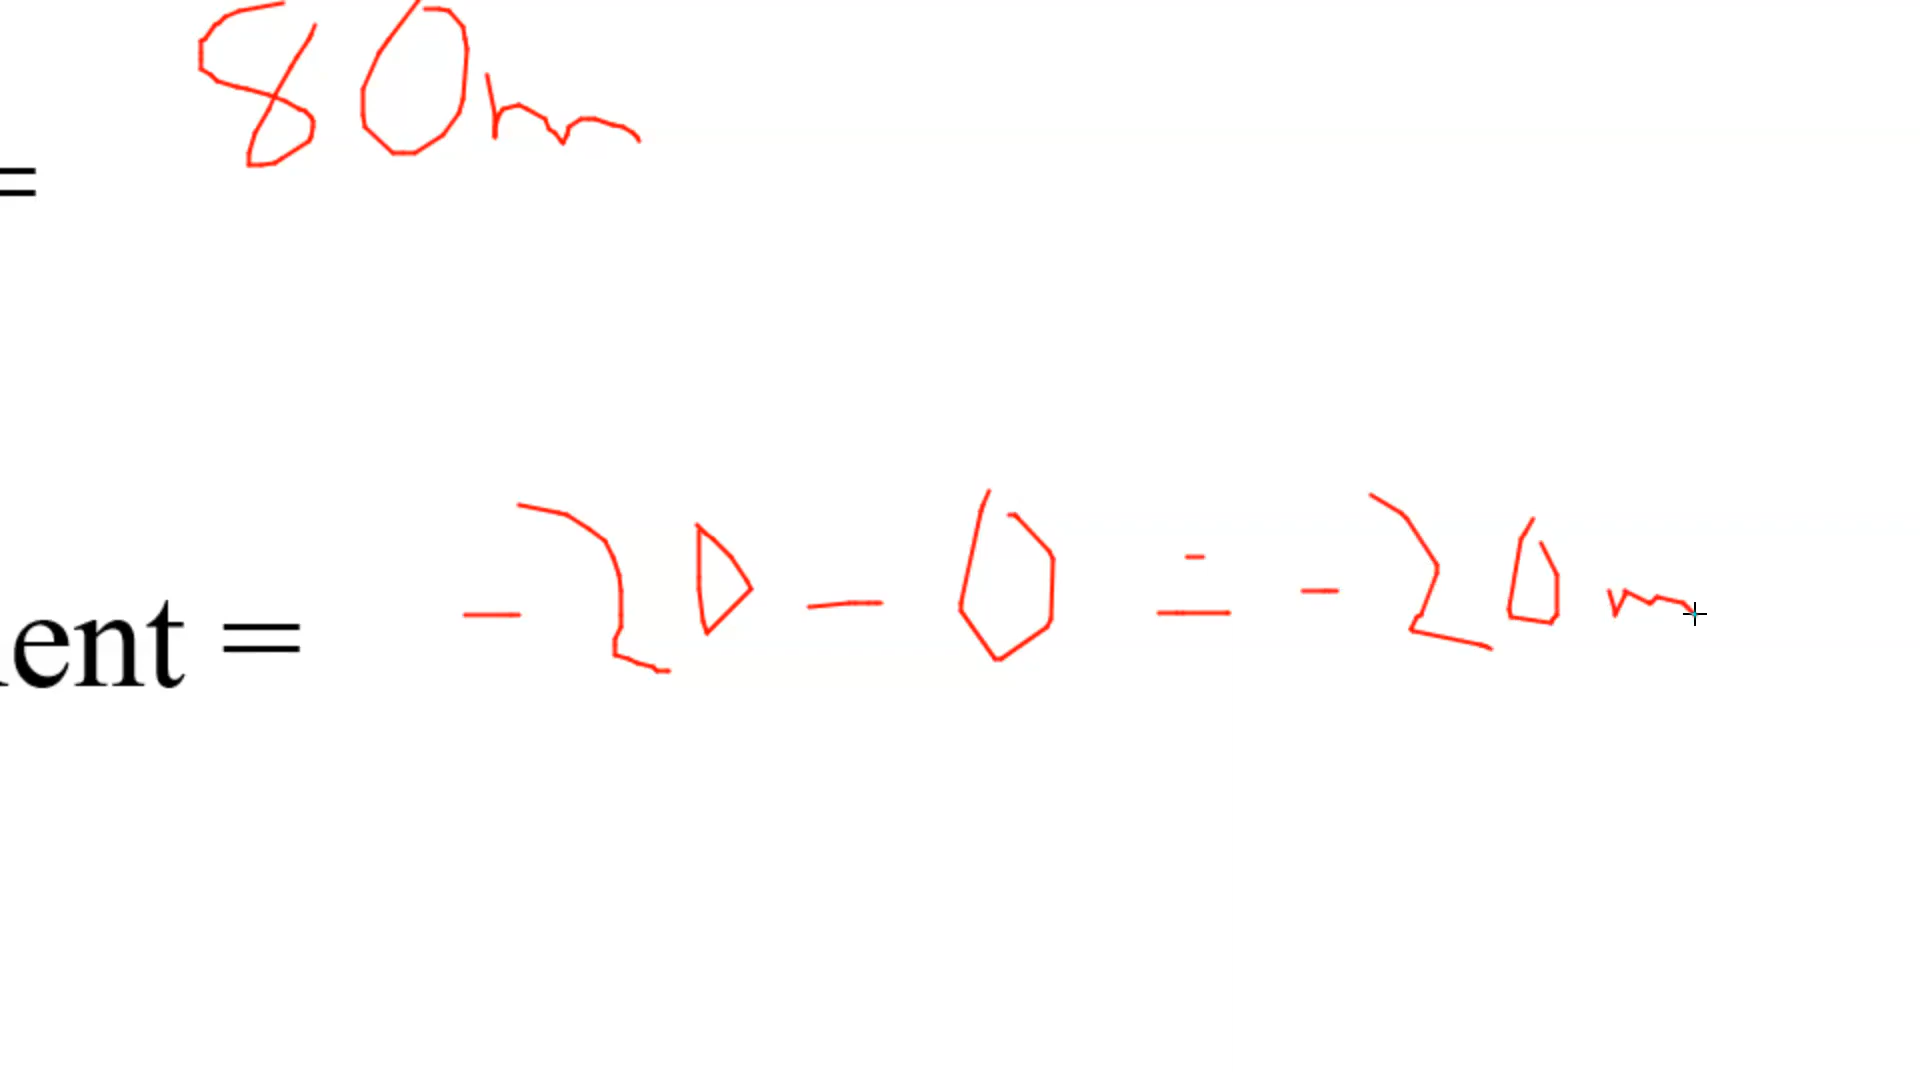 80m
=
ent = -20 - 0 = -20m